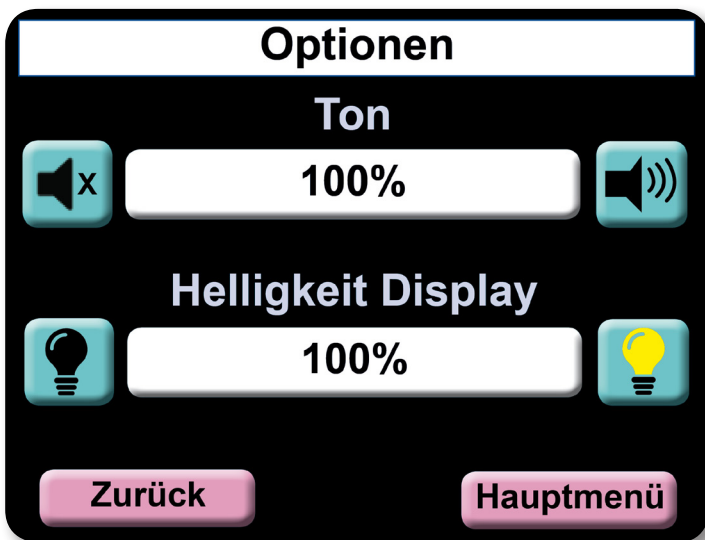 Optionen
Ton
x
100%
Helligkeit Display
100%
Zurück
Hauptmenü